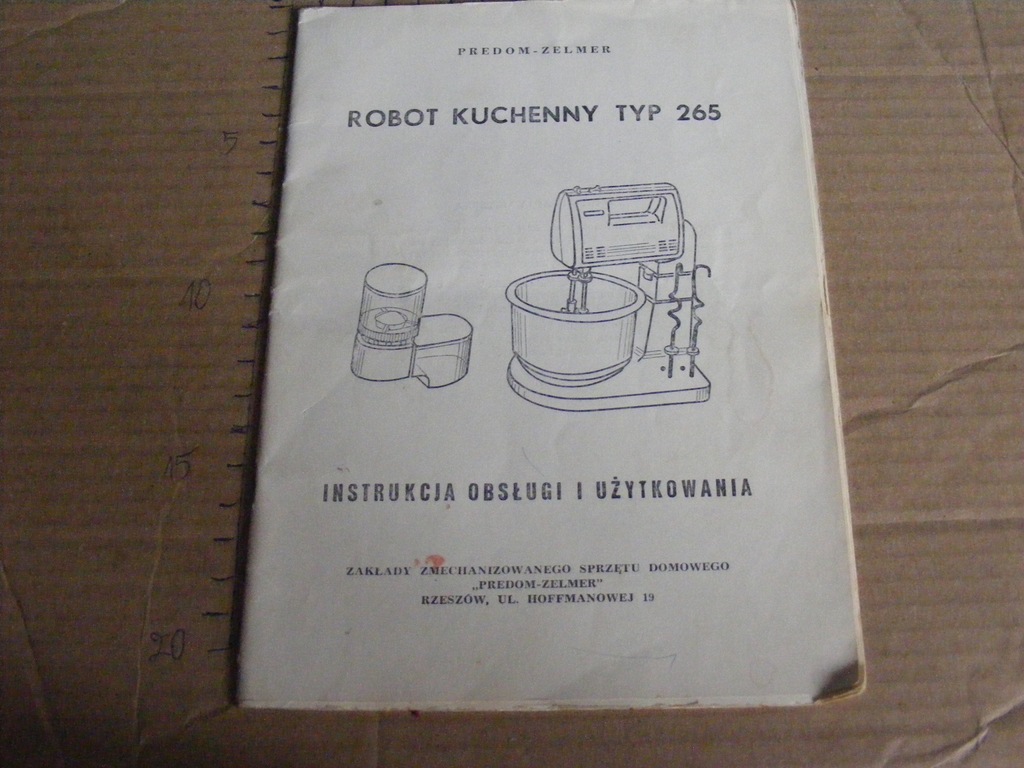 PREDOM-ZELMER
ROBOT KUCHENNY TYP 265
5
10
15
20
INSTRUKCJA OBSŁUGI I UŻYTKOWANIA
ZAKŁADY ZMECHANIZOWANEGO SPRZĘTU DOMOWEGO
„PREDOM-ZELMER”
RZESZÓW, UL. HOFFMANOWEJ 19